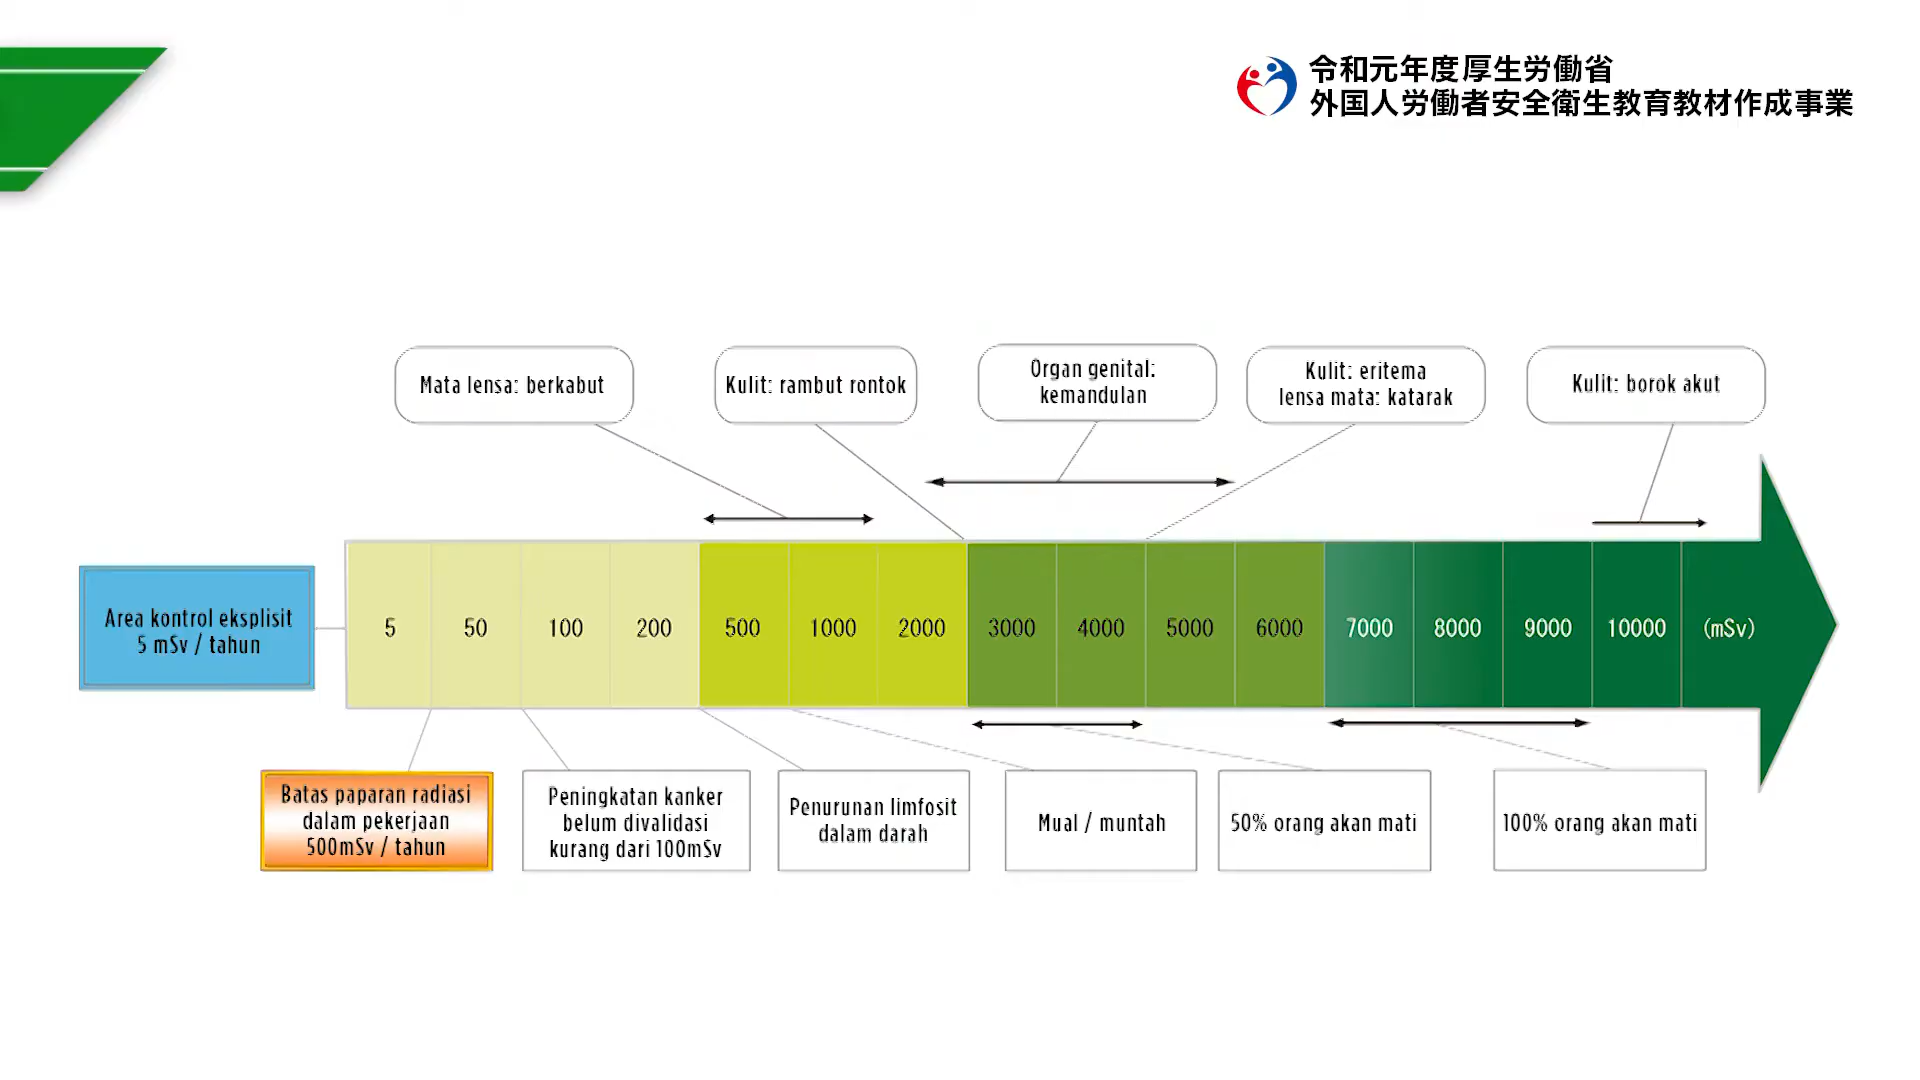 令和元年度厚生労働省
外国人労働者安全衛生教育教材作成事業
Mata lensa: berkabut
Kulit: rambut rontok
Organ genital:
kemandulan
Kulit: eritema
lensa mata: katarak
Kulit: borok akut
Area kontrol eksplisit
5 mSv / tahun
5
50
100
200
500
1000
2000
3000
4000
5000
6000
7000
8000
9000
10000
(mSv)
Batas paparan radiasi
dalam pekerjaan
500mSv / tahun
Peningkatan kanker
belum divalidasi
kurang dari 100mSv
Penurunan limfosit
dalam darah
Mual / muntah
50% orang akan mati
100% orang akan mati